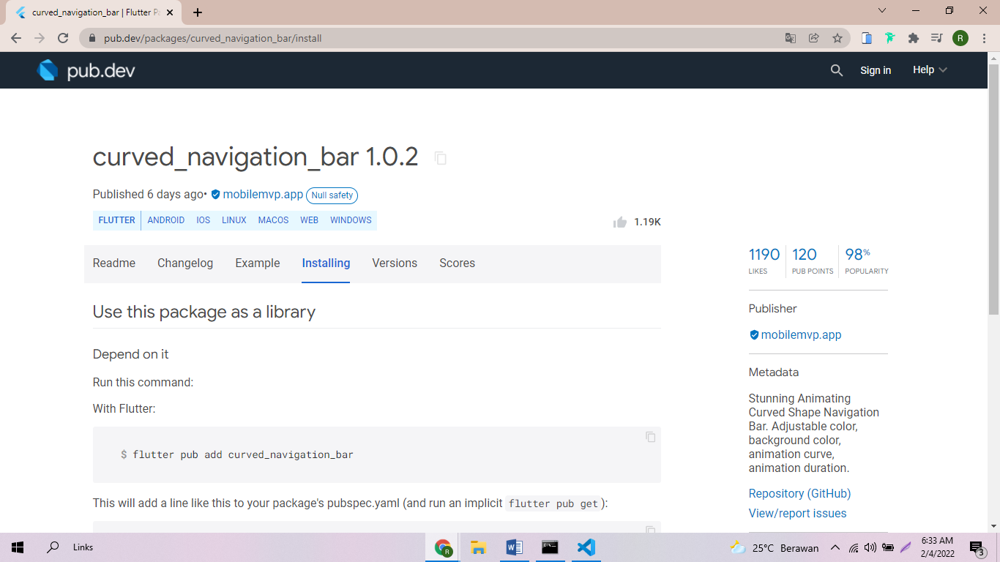 curved_navigation_bar | Flutter Pa
pub.dev/packages/curved_navigation_bar/install
R
pub.dev
Sign in
Help
curved_navigation_bar 1.0.2
Published 6 days ago• mobilemvp.app Null safety
FLUTTER ANDROID IOS LINUX MACOS WEB WINDOWS
1.19K
Readme Changelog Example Installing Versions Scores
Use this package as a library
Depend on it
Run this command:
With Flutter:
$ flutter pub add curved_navigation_bar
This will add a line like this to your package's pubspec.yaml (and run an implicit flutter pub get ):
1190 120 98%
LIKES PUB POINTS POPULARITY
Publisher
mobilemvp.app
Metadata
Stunning Animating
Curved Shape Navigation
Bar. Adjustable color,
background color,
animation curve,
animation duration.
Repository (GitHub)
View/report issues
Links
R
25°C Berawan
6:33 AM
2/4/2022
3